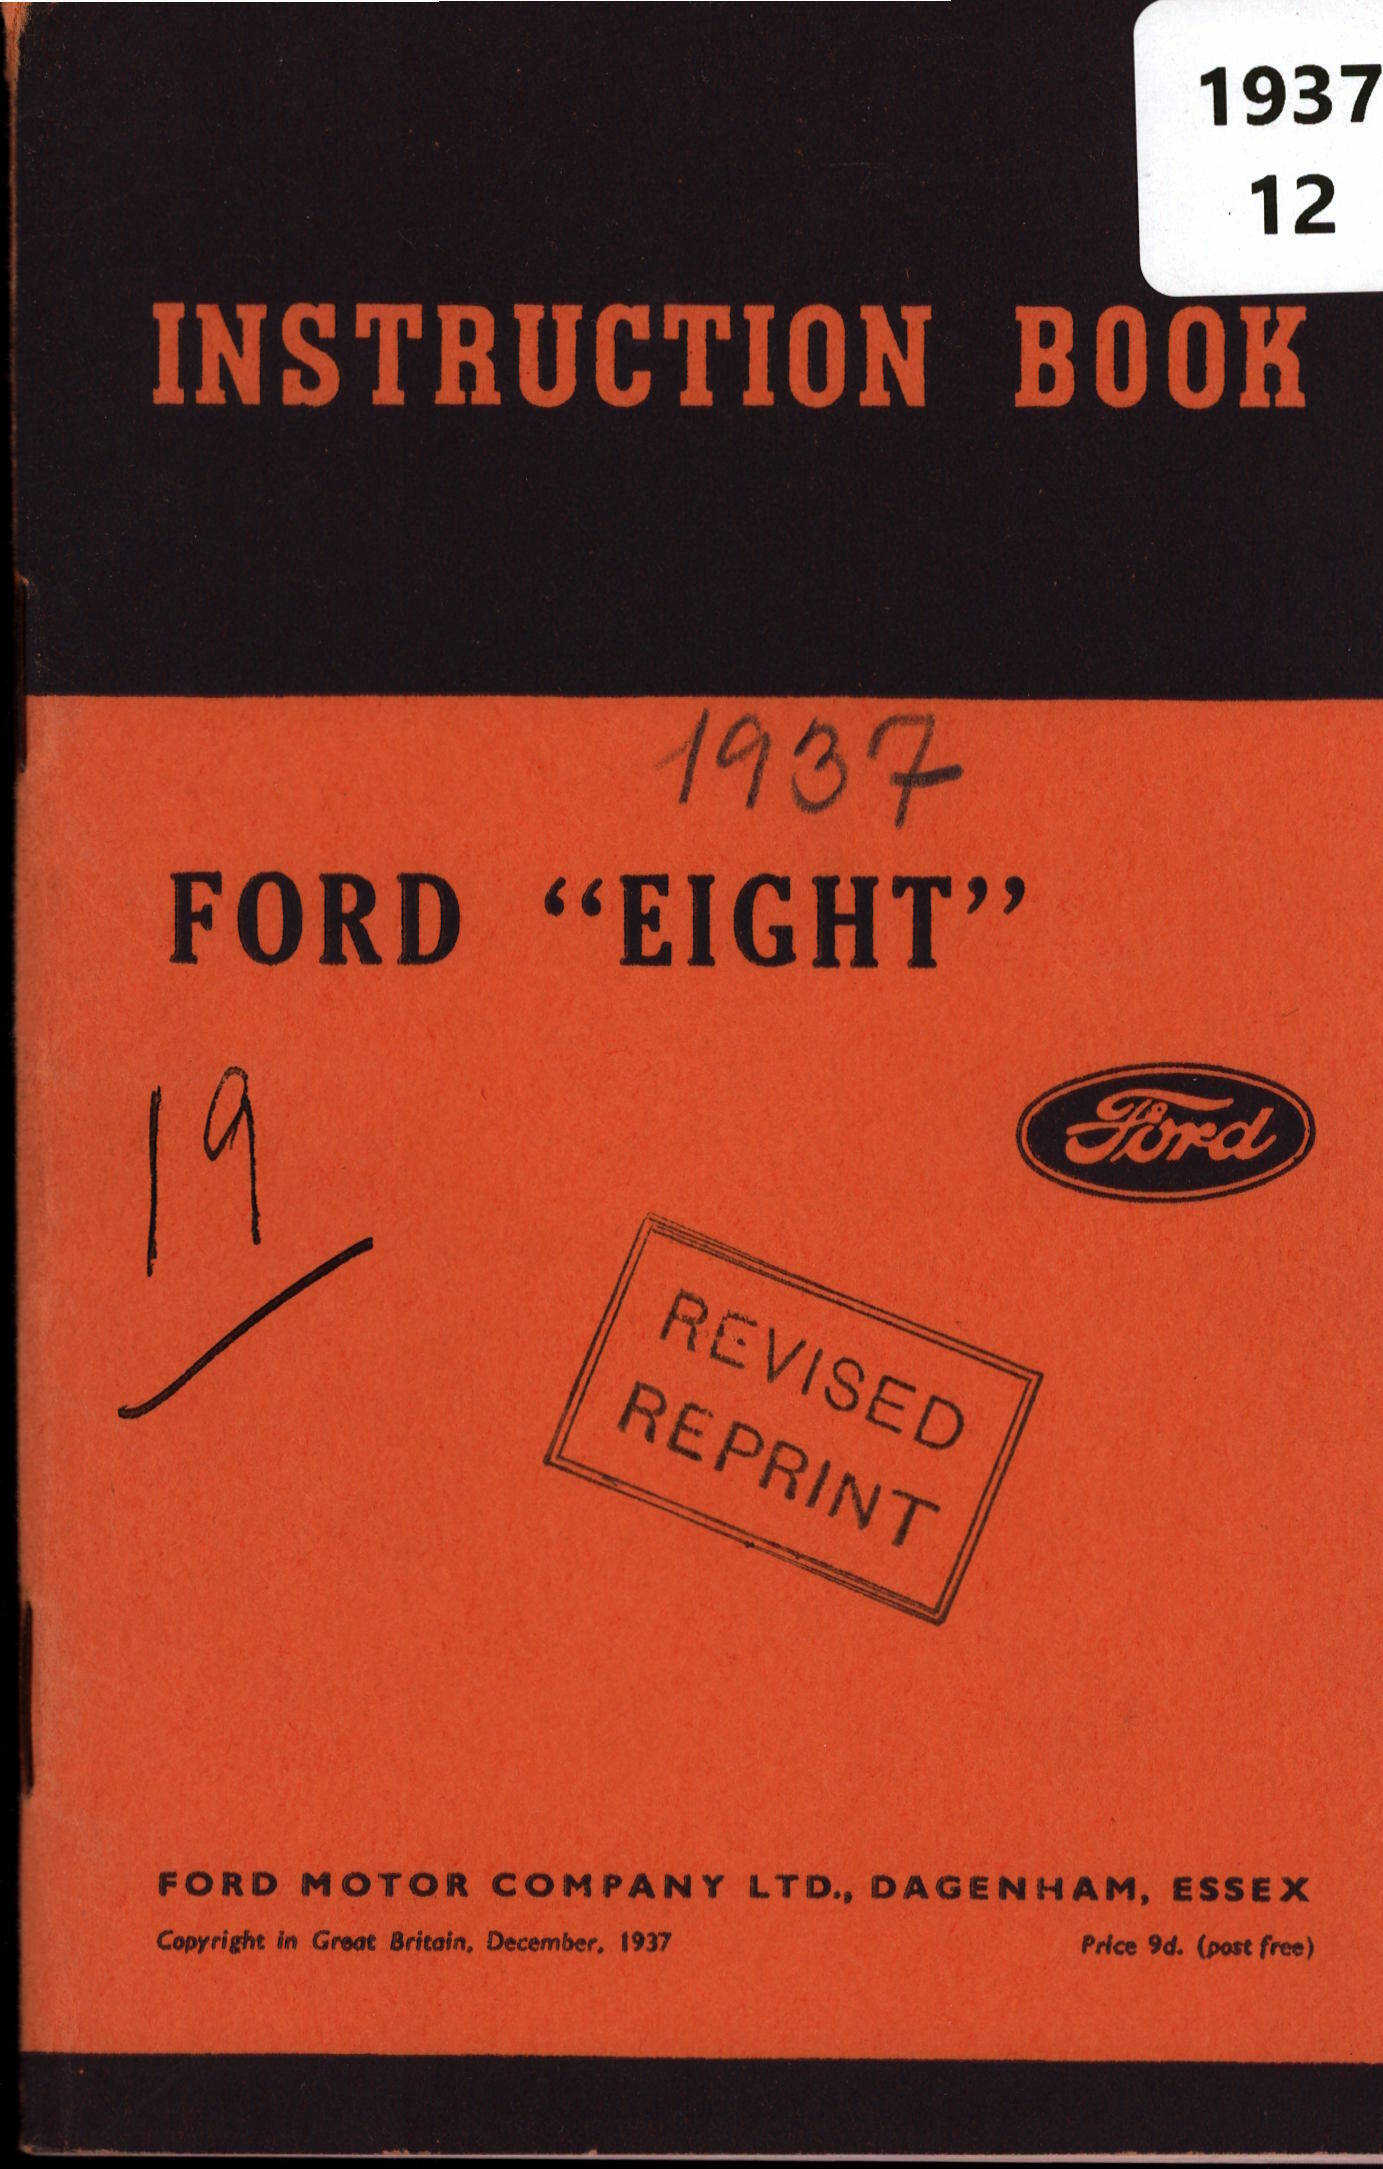 1937
12
INSTRUCTION BOOK
1937
FORD “EIGHT”
19
Ford
REVISED
REPRINT
FORD MOTOR COMPANY LTD., DAGENHAM, ESSEX
Copyright in Great Britain, December, 1937 Price 9d. (post free)